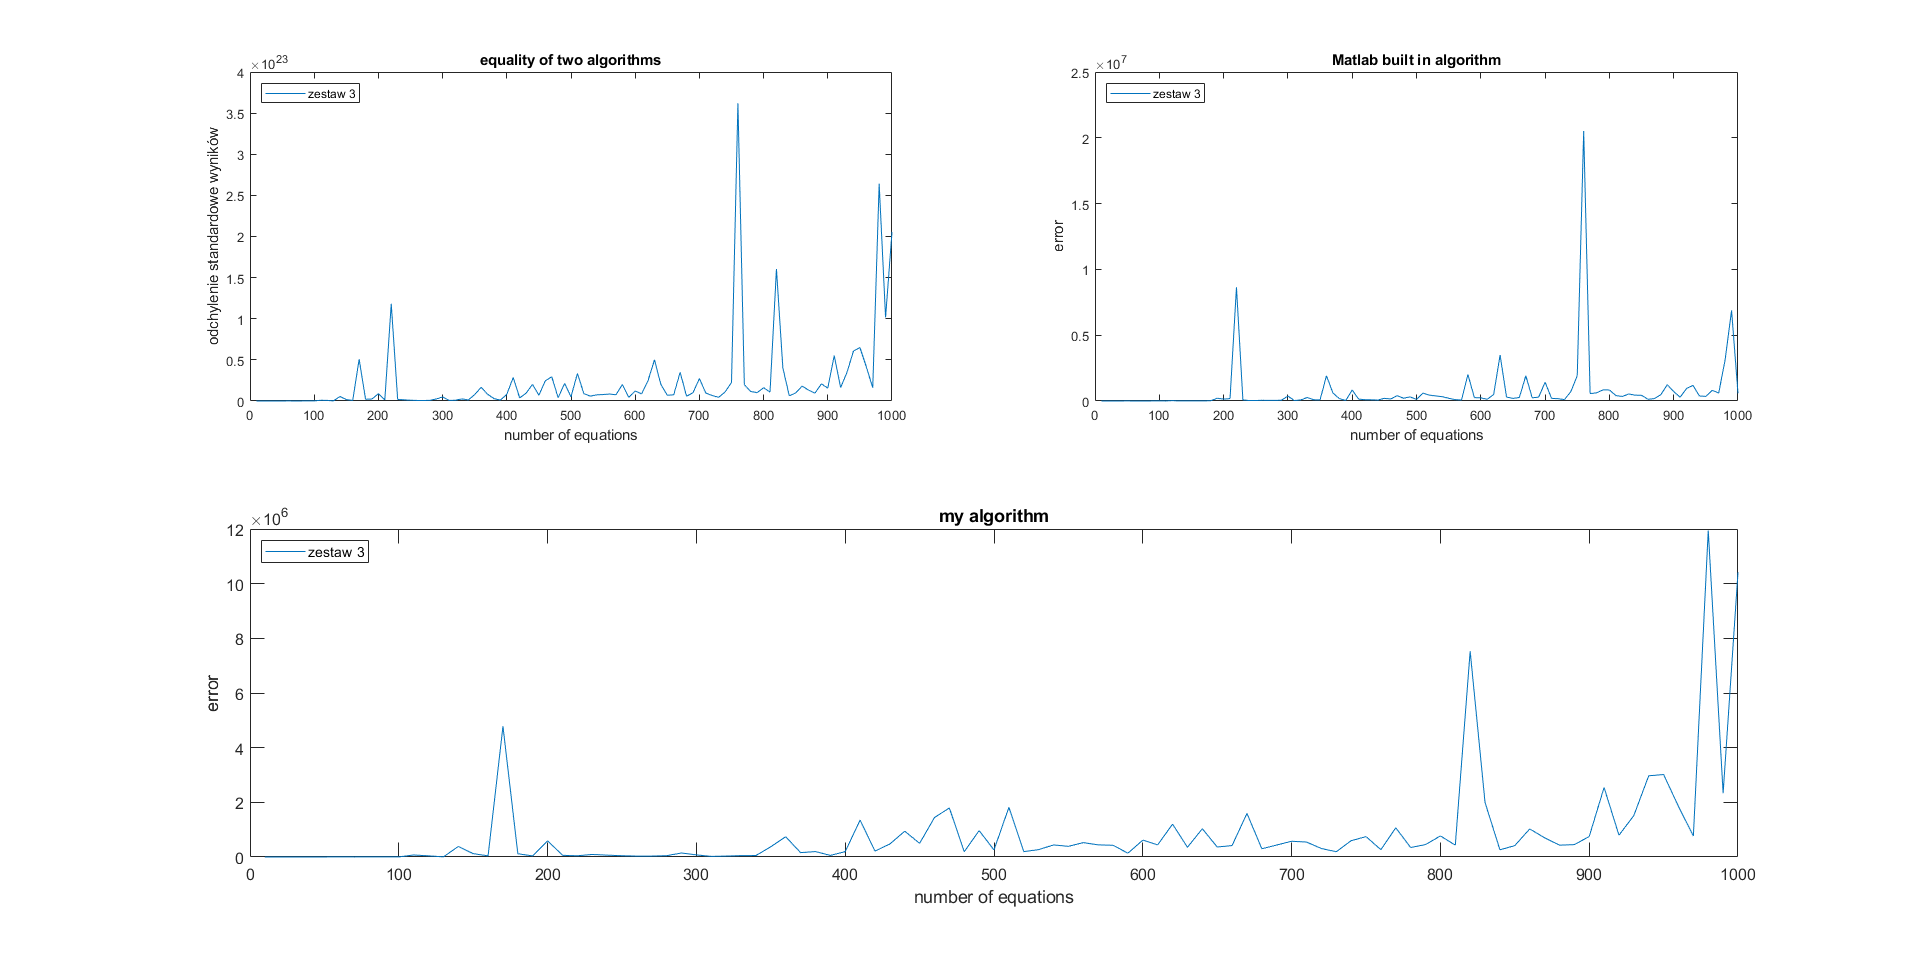 equality of two algorithms
×10^23
4
3.5
3
2.5
2
1.5
1
0.5
0
zestaw 3
odchylenie standardowe wyników
0 100 200 300 400 500 600 700 800 900 1000
number of equations
Matlab built in algorithm
×10^7
2.5
2
1.5
1
0.5
0
zestaw 3
error
0 100 200 300 400 500 600 700 800 900 1000
number of equations
my algorithm
×10^6
12
10
8
6
4
2
0
zestaw 3
error
0 100 200 300 400 500 600 700 800 900 1000
number of equations